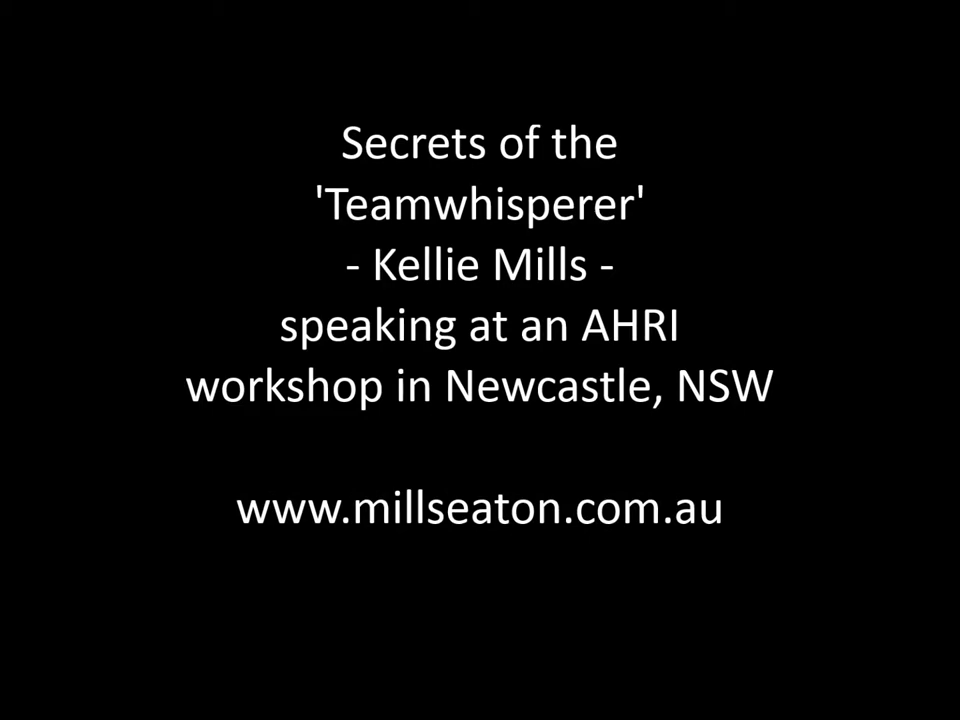 Secrets of the
'Teamwhisperer'
- Kellie Mills -
speaking at an AHRI
workshop in Newcastle, NSW
www.millseaton.com.au